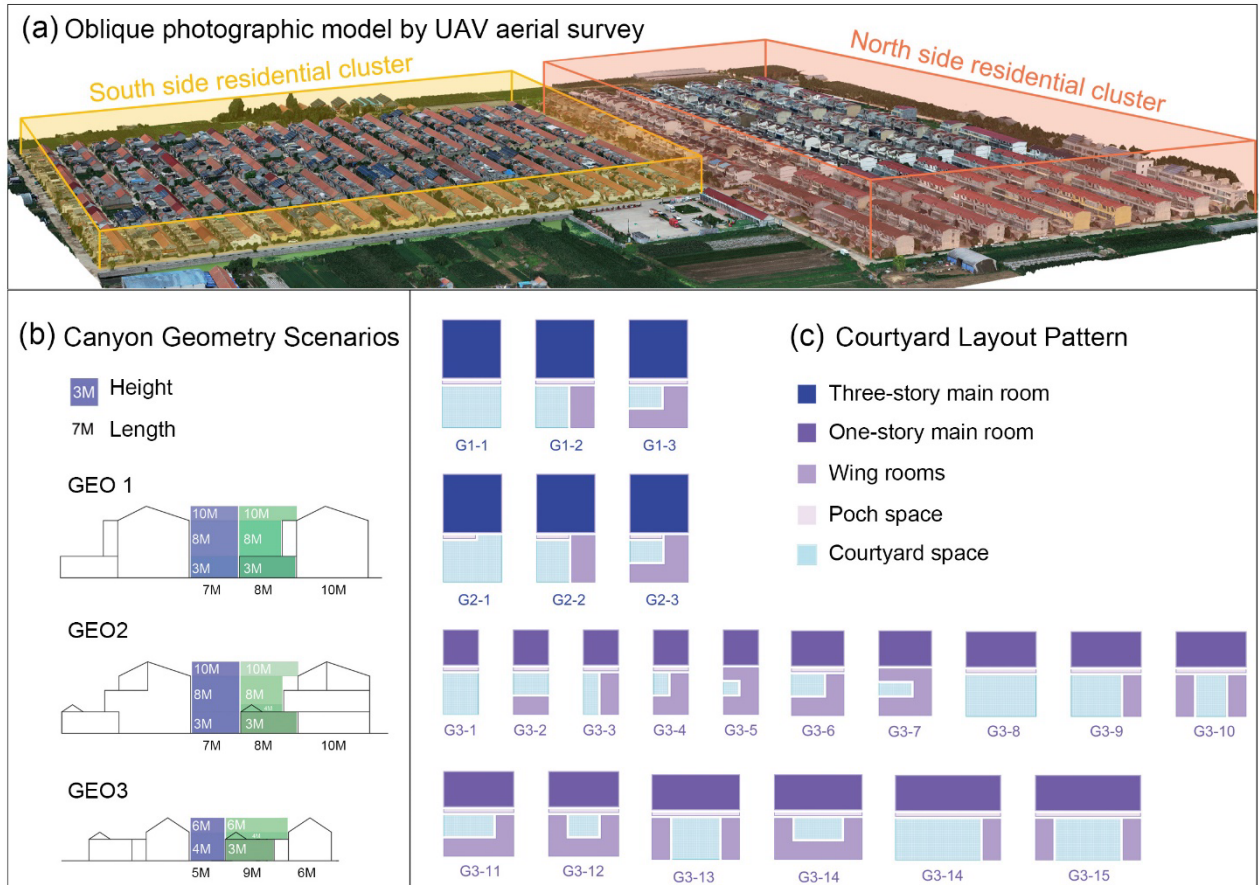 (a) Oblique photographic model by UAV aerial survey
South side residential cluster
North side residential cluster
(b) Canyon Geometry Scenarios
3M Height
7M Length
GEO 1
10M 10M
8M 8M
3M 3M
7M 8M 10M
GEO2
10M 10M
8M 8M
3M 3M
7M 8M 10M
GEO3
6M 6M
4M 3M
5M 9M 6M
(c) Courtyard Layout Pattern
Three-story main room
One-story main room
Wing rooms
Poch space
Courtyard space
G1-1 G1-2 G1-3
G2-1 G2-2 G2-3
G3-1 G3-2 G3-3 G3-4 G3-5 G3-6 G3-7 G3-8 G3-9 G3-10
G3-11 G3-12 G3-13 G3-14 G3-14 G3-15